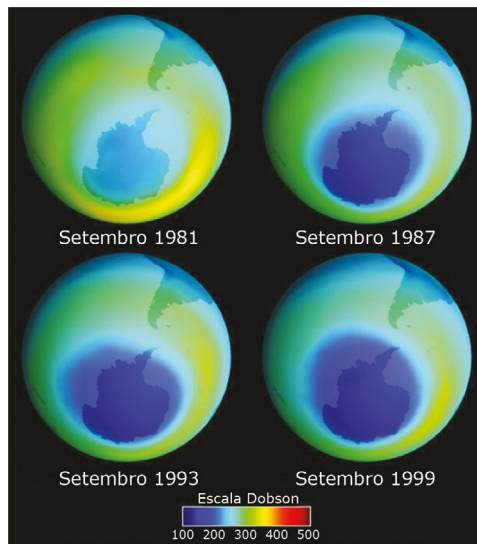 Setembro 1981
Setembro 1987
Setembro 1993
Setembro 1999
Escala Dobson
100 200 300 400 500